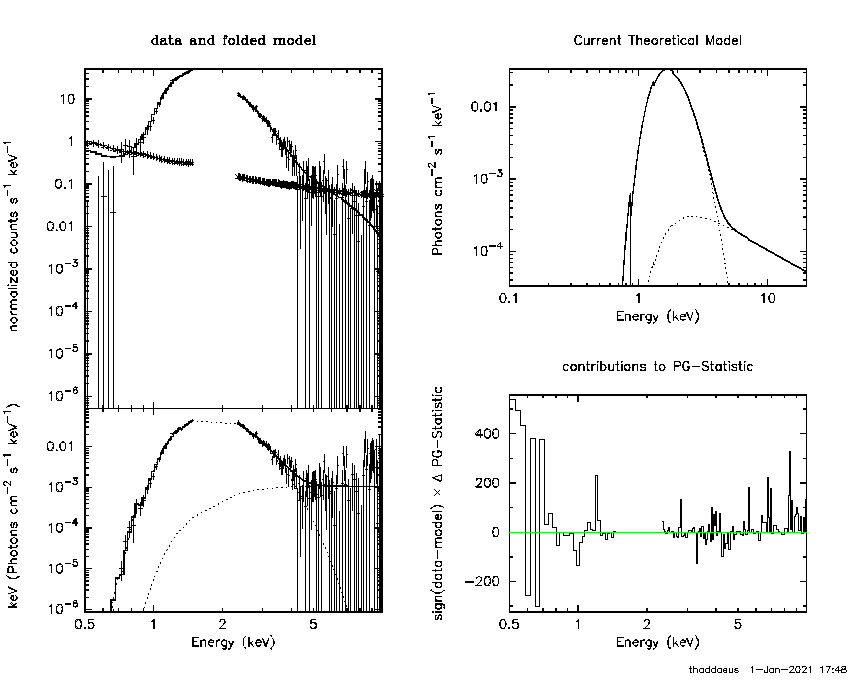 data and folded model
normalized counts s⁻¹ keV⁻¹
10
1
0.1
0.01
10⁻³
10⁻⁴
10⁻⁵
10⁻⁶
keV (Photons cm⁻² s⁻¹ keV⁻¹)
0.01
10⁻³
10⁻⁴
10⁻⁵
10⁻⁶
0.5 1 2 5
Energy (keV)
Current Theoretical Model
Photons cm⁻² s⁻¹ keV⁻¹
0.01
10⁻³
10⁻⁴
0.1 1 10
Energy (keV)
contributions to PG−Statistic
sign(data−model) × Δ PG−Statistic
400
200
0
−200
0.5 1 2 5
Energy (keV)
thaddaeus 1−Jan−2021 17:48